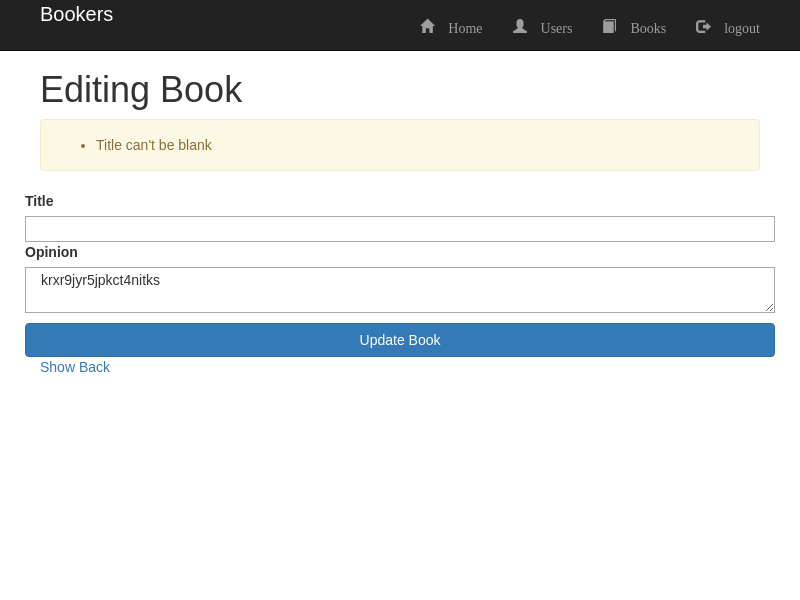 Bookers
Home Users Books logout
Editing Book
Title can't be blank
Title
Opinion
krxr9jyr5jpkct4nitks
Update Book
Show Back